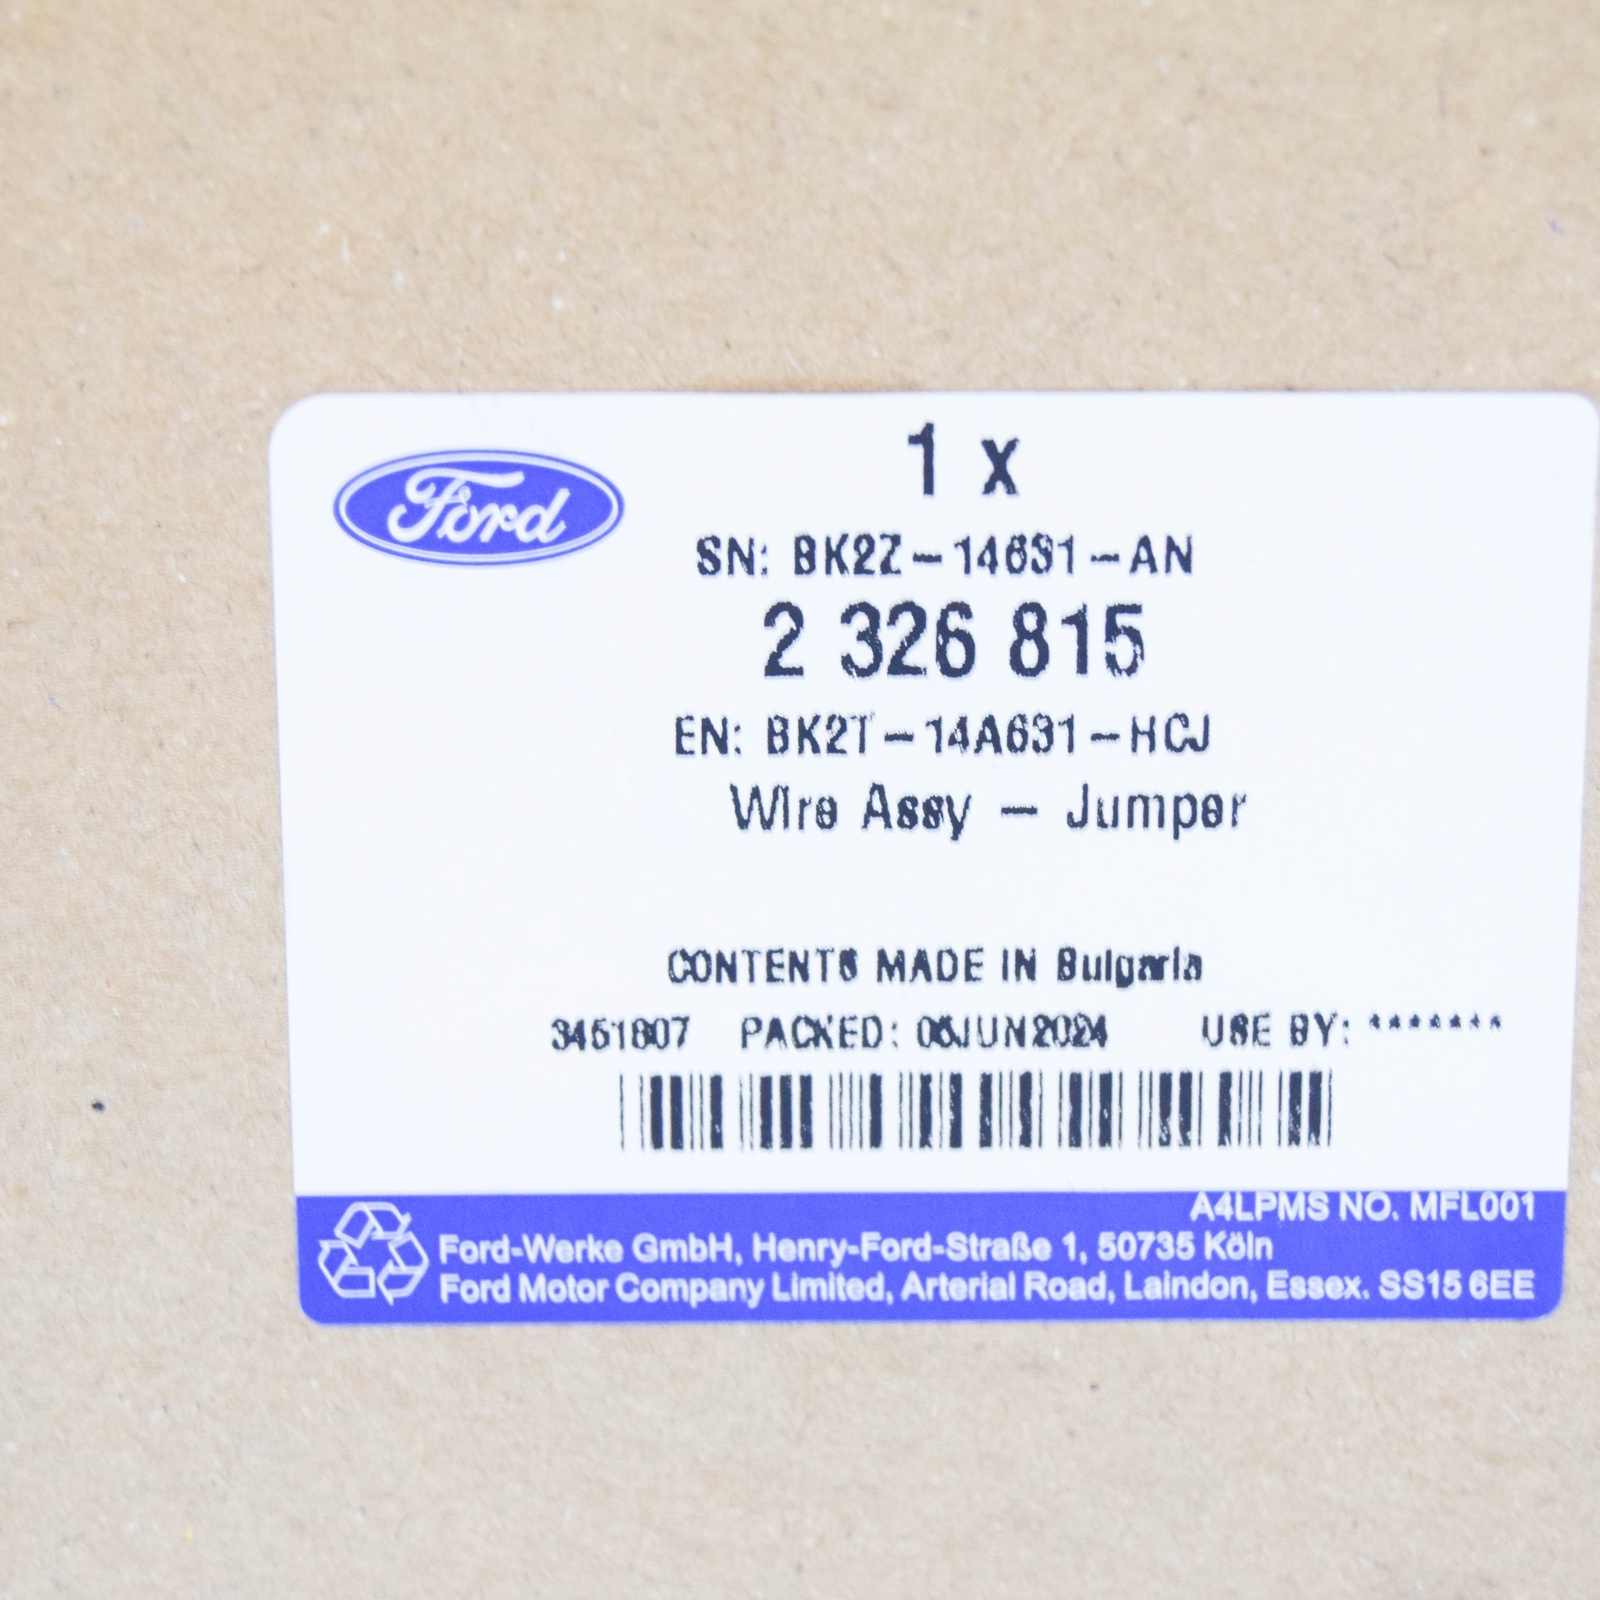 Ford
1 x
SN: BK2Z-14631-AN
2 326 815
EN: BK2T-14A631-HCJ
Wire Assy - Jumper
CONTENTS MADE IN Bulgaria
3451807 PACKED: 06JUN2024 USE BY: *******
A4LPMS NO. MFL001
Ford-Werke GmbH, Henry-Ford-Straße 1, 50735 Köln
Ford Motor Company Limited, Arterial Road, Laindon, Essex. SS15 6EE